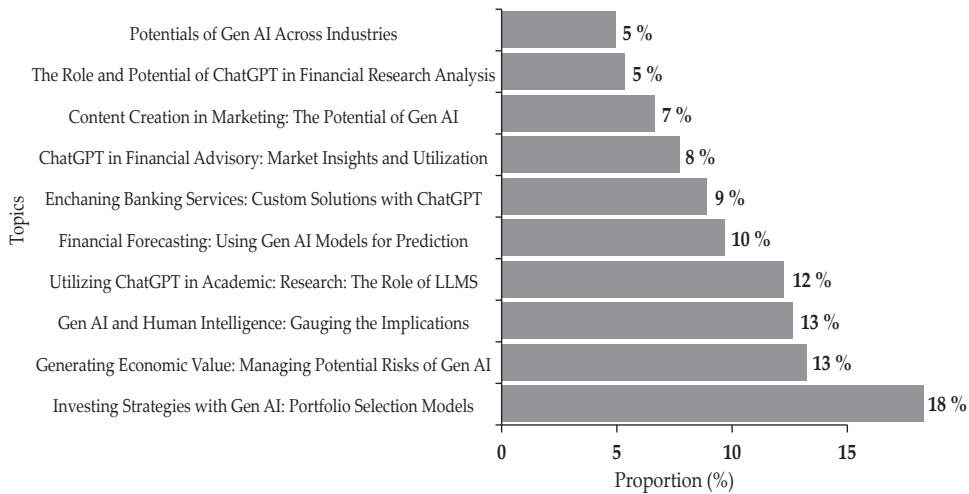 Potentials of Gen AI Across Industries
5 %
The Role and Potential of ChatGPT in Financial Research Analysis
5 %
Content Creation in Marketing: The Potential of Gen AI
7 %
ChatGPT in Financial Advisory: Market Insights and Utilization
8 %
Enchaning Banking Services: Custom Solutions with ChatGPT
9 %
Financial Forecasting: Using Gen AI Models for Prediction
10 %
Utilizing ChatGPT in Academic: Research: The Role of LLMS
12 %
Gen AI and Human Intelligence: Gauging the Implications
13 %
Generating Economic Value: Managing Potential Risks of Gen AI
13 %
Investing Strategies with Gen AI: Portfolio Selection Models
18 %
Topics
0 5 10 15
Proportion (%)